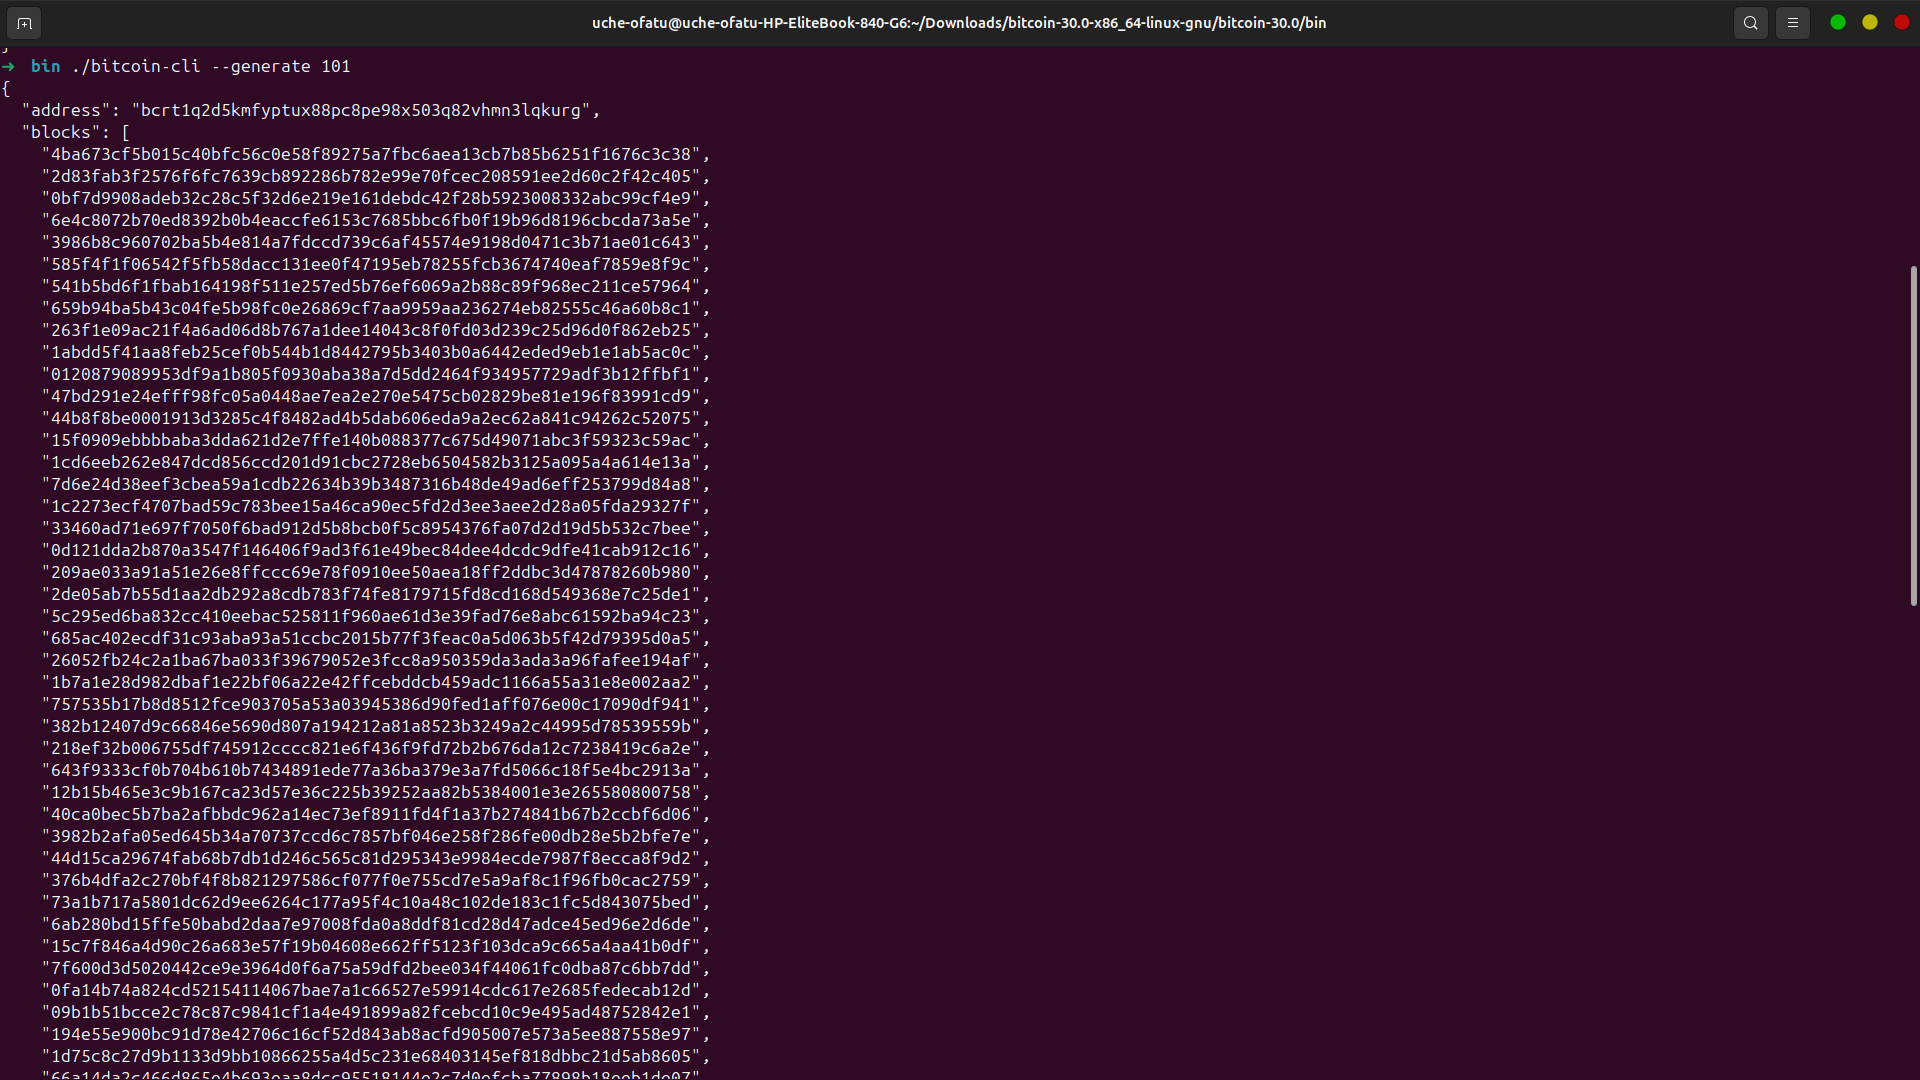 uche-ofatu@uche-ofatu-HP-EliteBook-840-G6:~/Downloads/bitcoin-30.0-x86_64-linux-gnu/bitcoin-30.0/bin
}
➜ bin ./bitcoin-cli --generate 101
{
"address": "bcrt1q2d5kmfyptux88pc8pe98x503q82vhmn3lqkurg",
"blocks": [
"4ba673cf5b015c40bfc56c0e58f89275a7fbc6aea13cb7b85b6251f1676c3c38",
"2d83fab3f2576f6fc7639cb892286b782e99e70fcec208591ee2d60c2f42c405",
"0bf7d9908adeb32c28c5f32d6e219e161debdc42f28b5923008332abc99cf4e9",
"6e4c8072b70ed8392b0b4eaccfe6153c7685bbc6fb0f19b96d8196cbcda73a5e",
"3986b8c960702ba5b4e814a7fdccd739c6af45574e9198d0471c3b71ae01c643",
"585f4f1f06542f5fb58dacc131ee0f47195eb78255fcb3674740eaf7859e8f9c",
"541b5bd6f1fbab164198f511e257ed5b76ef6069a2b88c89f968ec211ce57964",
"659b94ba5b43c04fe5b98fc0e26869cf7aa9959aa236274eb82555c46a60b8c1",
"263f1e09ac21f4a6ad06d8b767a1dee14043c8f0fd03d239c25d96d0f862eb25",
"1abdd5f41aa8feb25cef0b544b1d8442795b3403b0a6442eded9eb1e1ab5ac0c",
"0120879089953df9a1b805f0930aba38a7d5dd2464f934957729adf3b12ffbf1",
"47bd291e24efff98fc05a0448ae7ea2e270e5475cb02829be81e196f83991cd9",
"44b8f8be0001913d3285c4f8482ad4b5dab606eda9a2ec62a841c94262c52075",
"15f0909ebbbbaba3dda621d2e7ffe140b088377c675d49071abc3f59323c59ac",
"1cd6eeb262e847dcd856ccd201d91cbc2728eb6504582b3125a095a4a614e13a",
"7d6e24d38eef3cbea59a1cdb22634b39b3487316b48de49ad6eff253799d84a8",
"1c2273ecf4707bad59c783bee15a46ca90ec5fd2d3ee3aee2d28a05fda29327f",
"33460ad71e697f7050f6bad912d5b8bcb0f5c8954376fa07d2d19d5b532c7bee",
"0d121dda2b870a3547f146406f9ad3f61e49bec84dee4dcdc9dfe41cab912c16",
"209ae033a91a51e26e8ffccc69e78f0910ee50aea18ff2ddbc3d47878260b980",
"2de05ab7b55d1aa2db292a8cdb783f74fe8179715fd8cd168d549368e7c25de1",
"5c295ed6ba832cc410eebac525811f960ae61d3e39fad76e8abc61592ba94c23",
"685ac402ecdf31c93aba93a51ccbc2015b77f3feac0a5d063b5f42d79395d0a5",
"26052fb24c2a1ba67ba033f39679052e3fcc8a950359da3ada3a96fafee194af",
"1b7a1e28d982dbaf1e22bf06a22e42ffcebddcb459adc1166a55a31e8e002aa2",
"757535b17b8d8512fce903705a53a03945386d90fed1aff076e00c17090df941",
"382b12407d9c66846e5690d807a194212a81a8523b3249a2c44995d78539559b",
"218ef32b006755df745912cccc821e6f436f9fd72b2b676da12c7238419c6a2e",
"643f9333cf0b704b610b7434891ede77a36ba379e3a7fd5066c18f5e4bc2913a",
"12b15b465e3c9b167ca23d57e36c225b39252aa82b5384001e3e265580800758",
"40ca0bec5b7ba2afbbdc962a14ec73ef8911fd4f1a37b274841b67b2ccbf6d06",
"3982b2afa05ed645b34a70737ccd6c7857bf046e258f286fe00db28e5b2bfe7e",
"44d15ca29674fab68b7db1d246c565c81d295343e9984ecde7987f8ecca8f9d2",
"376b4dfa2c270bf4f8b821297586cf077f0e755cd7e5a9af8c1f96fb0cac2759",
"73a1b717a5801dc62d9ee6264c177a95f4c10a48c102de183c1fc5d843075bed",
"6ab280bd15ffe50babd2daa7e97008fda0a8ddf81cd28d47adce45ed96e2d6de",
"15c7f846a4d90c26a683e57f19b04608e662ff5123f103dca9c665a4aa41b0df",
"7f600d3d5020442ce9e3964d0f6a75a59dfd2bee034f44061fc0dba87c6bb7dd",
"0fa14b74a824cd52154114067bae7a1c66527e59914cdc617e2685fedecab12d",
"09b1b51bcce2c78c87c9841cf1a4e491899a82fcebcd10c9e495ad48752842e1",
"194e55e900bc91d78e42706c16cf52d843ab8acfd905007e573a5ee887558e97",
"1d75c8c27d9b1133d9bb10866255a4d5c231e68403145ef818dbbc21d5ab8605",